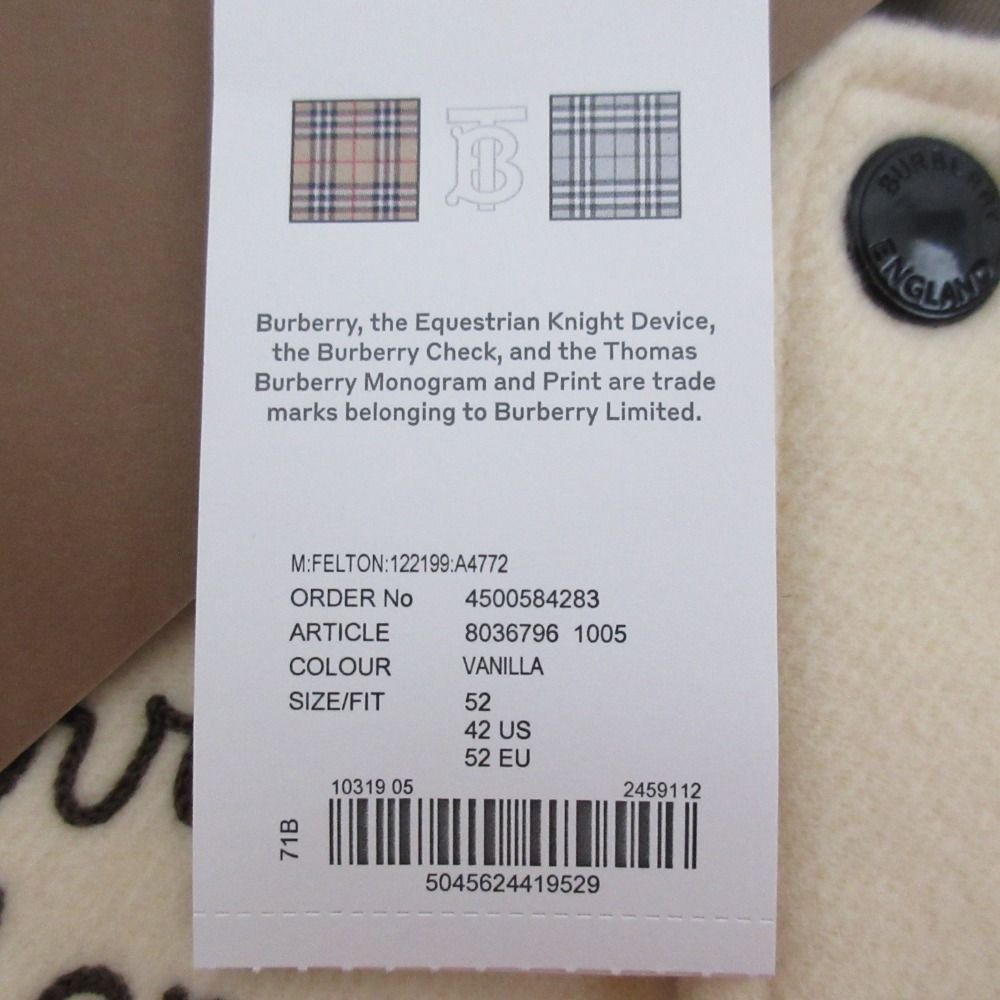 BURBERRY
ENGLAND
Burberry, the Equestrian Knight Device,
the Burberry Check, and the Thomas
Burberry Monogram and Print are trade
marks belonging to Burberry Limited.
M:FELTON:122199:A4772
ORDER No 4500584283
ARTICLE 8036796 1005
COLOUR VANILLA
SIZE/FIT 52
42 US
52 EU
10319 05 2459112
71B
5045624419529